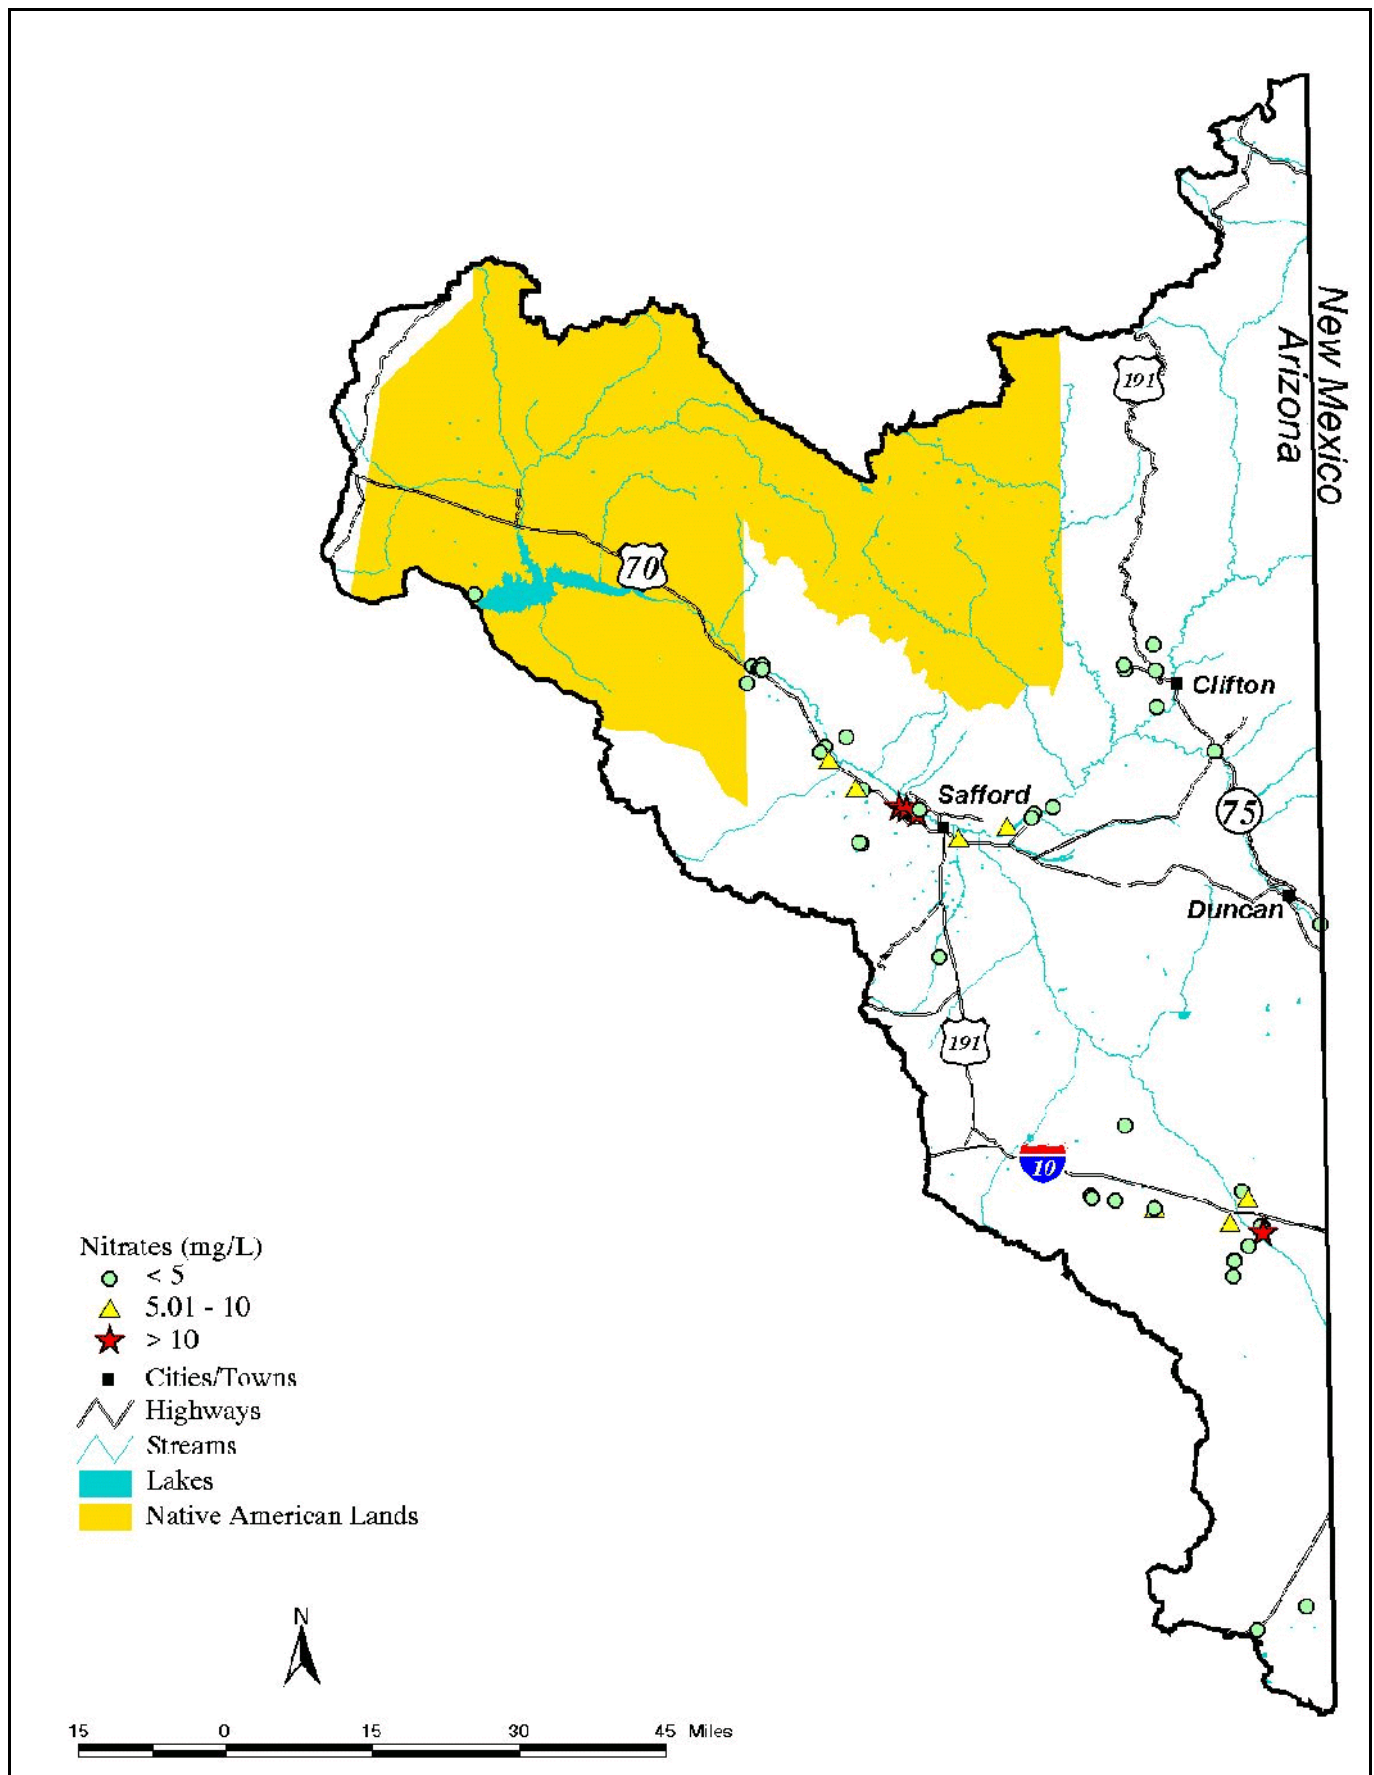 New Mexico
Arizona
191
70
Clifton
Safford
75
Duncan
191
10
Nitrates (mg/L)
< 5
5.01 - 10
> 10
Cities/Towns
Highways
Streams
Lakes
Native American Lands
N
15 0 15 30 45 Miles